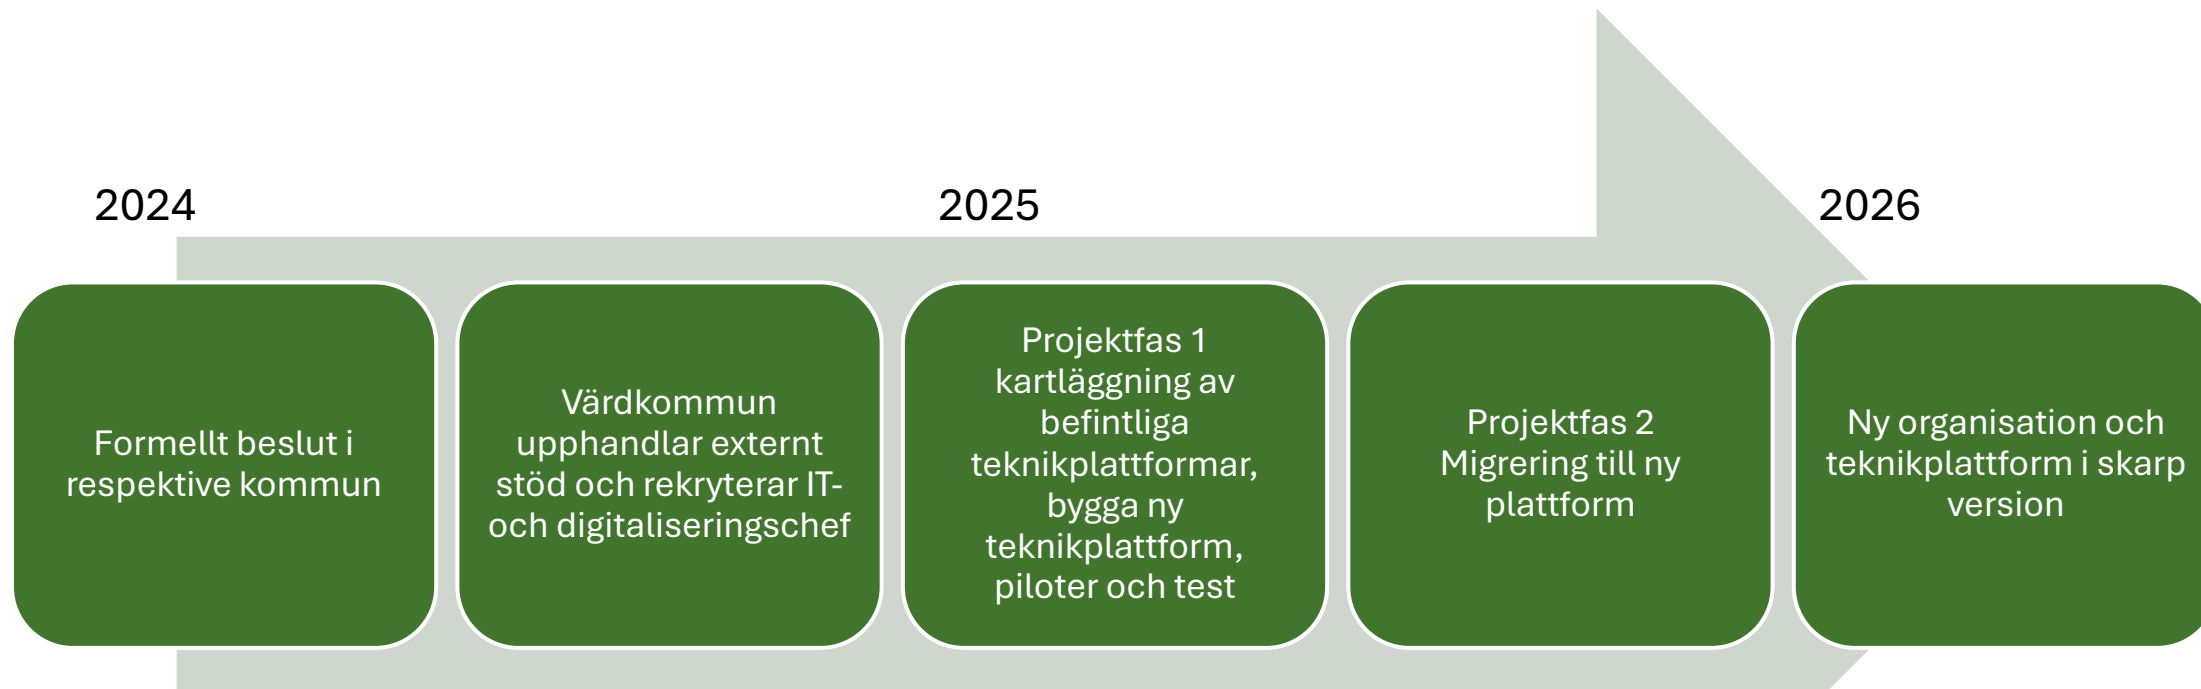 2024
2025
2026
Formellt beslut i
respektive kommun
Värdkommun
upphandlar externt
stöd och rekryterar IT-
och digitaliseringschef
Projektfas 1
kartläggning av
befintliga
teknikplattformar,
bygga ny
teknikplattform,
piloter och test
Projektfas 2
Migrering till ny
plattform
Ny organisation och
teknikplattform i skarp
version